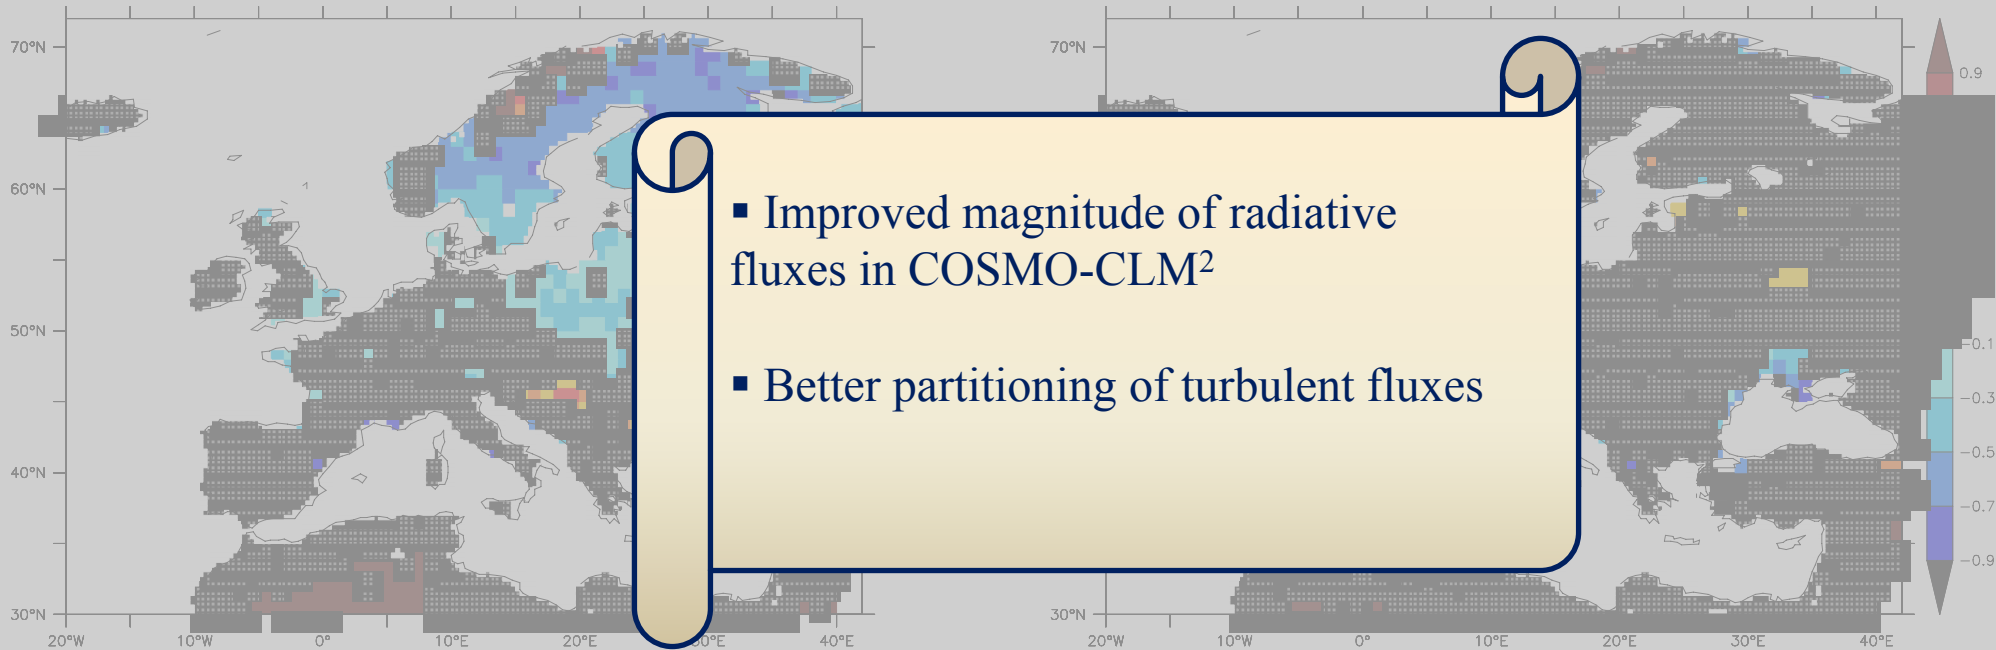 70°N
60°N
50°N
40°N
30°N
20°W 10°W 0° 10°E 20°E 30°E 40°E
▪ Improved magnitude of radiative
fluxes in COSMO-CLM²
▪ Better partitioning of turbulent fluxes
70°N
30°N
20°W 10°W 0° 10°E 20°E 30°E 40°E
0.9
−0.1
−0.3
−0.5
−0.7
−0.9